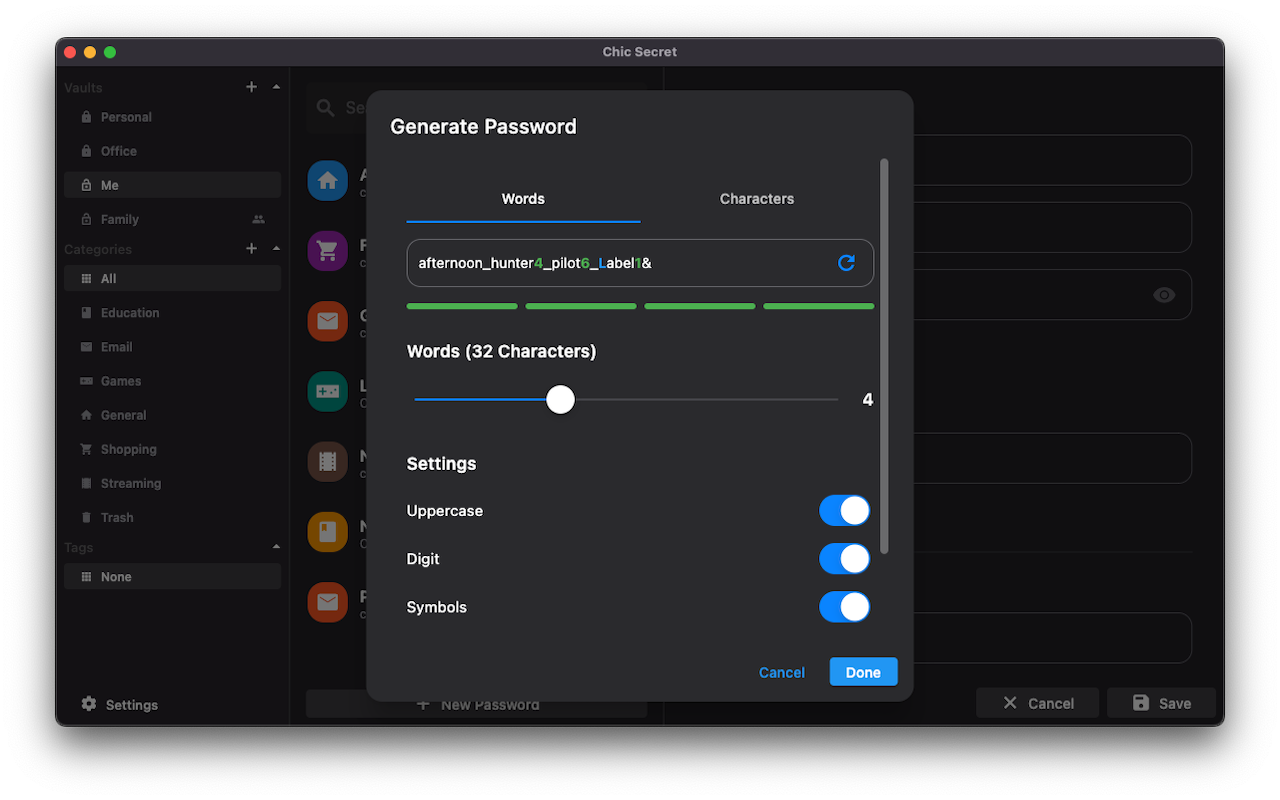 Chic Secret
Vaults
Personal
Office
Me
Family
Categories
All
Education
Email
Games
General
Shopping
Streaming
Trash
Tags
None
Settings
New Password
Generate Password
Words
Characters
afternoon_hunter4_pilot6_Label1&
Words (32 Characters)
4
Settings
Uppercase
Digit
Symbols
Cancel
Done
Cancel
Save